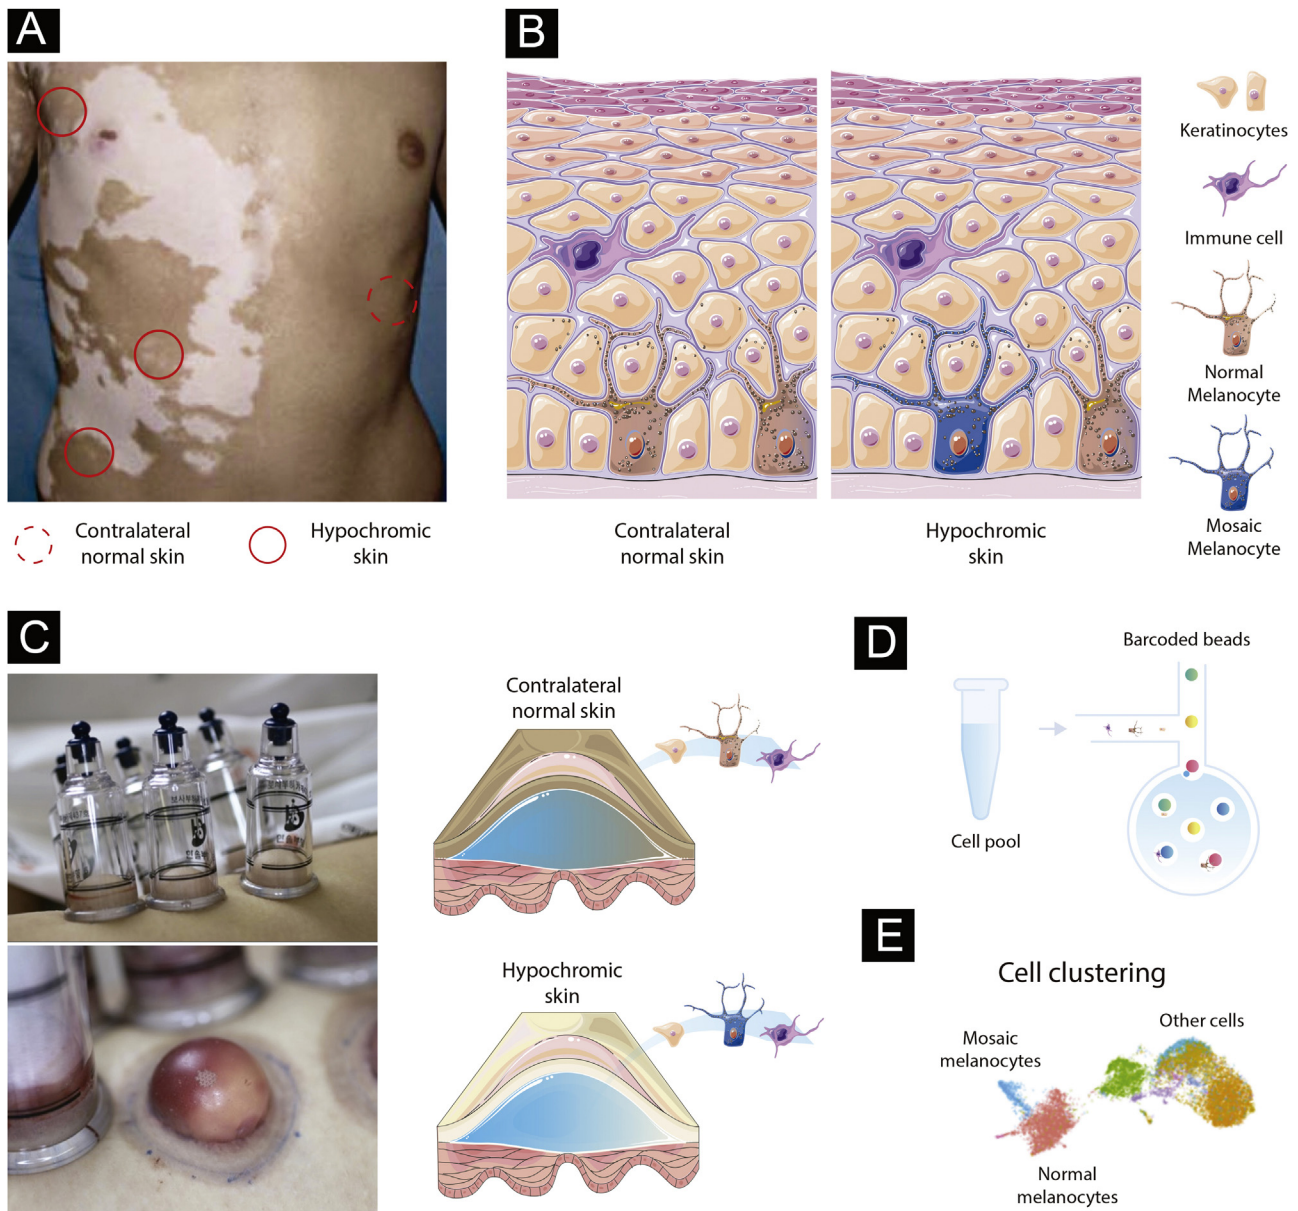 A
B
Keratinocytes
Immune cell
Normal
Melanocyte
Mosaic
Melanocyte
Contralateral
normal skin
Hypochromic
skin
Contralateral
normal skin
Hypochromic
skin
C
Contralateral
normal skin
Hypochromic
skin
D
Barcoded beads
Cell pool
E
Cell clustering
Mosaic
melanocytes
Other cells
Normal
melanocytes